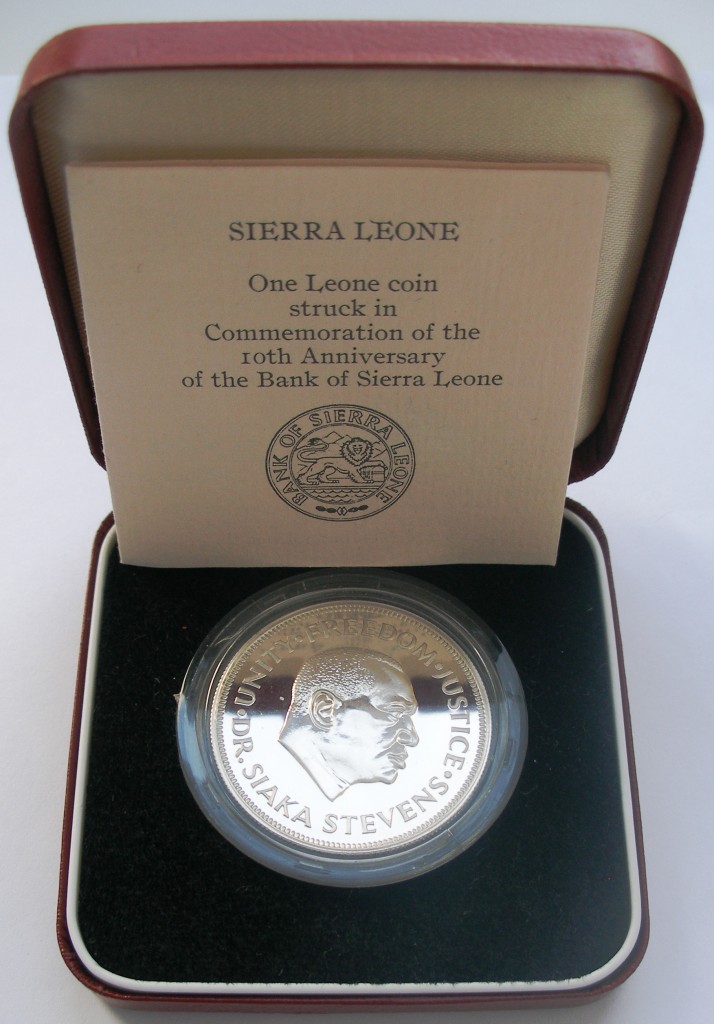 SIERRA LEONE
One Leone coin
struck in
Commemoration of the
10th Anniversary
of the Bank of Sierra Leone
BANK OF SIERRA LEONE
·UNITY·FREEDOM·JUSTICE·
DR. SIAKA STEVENS